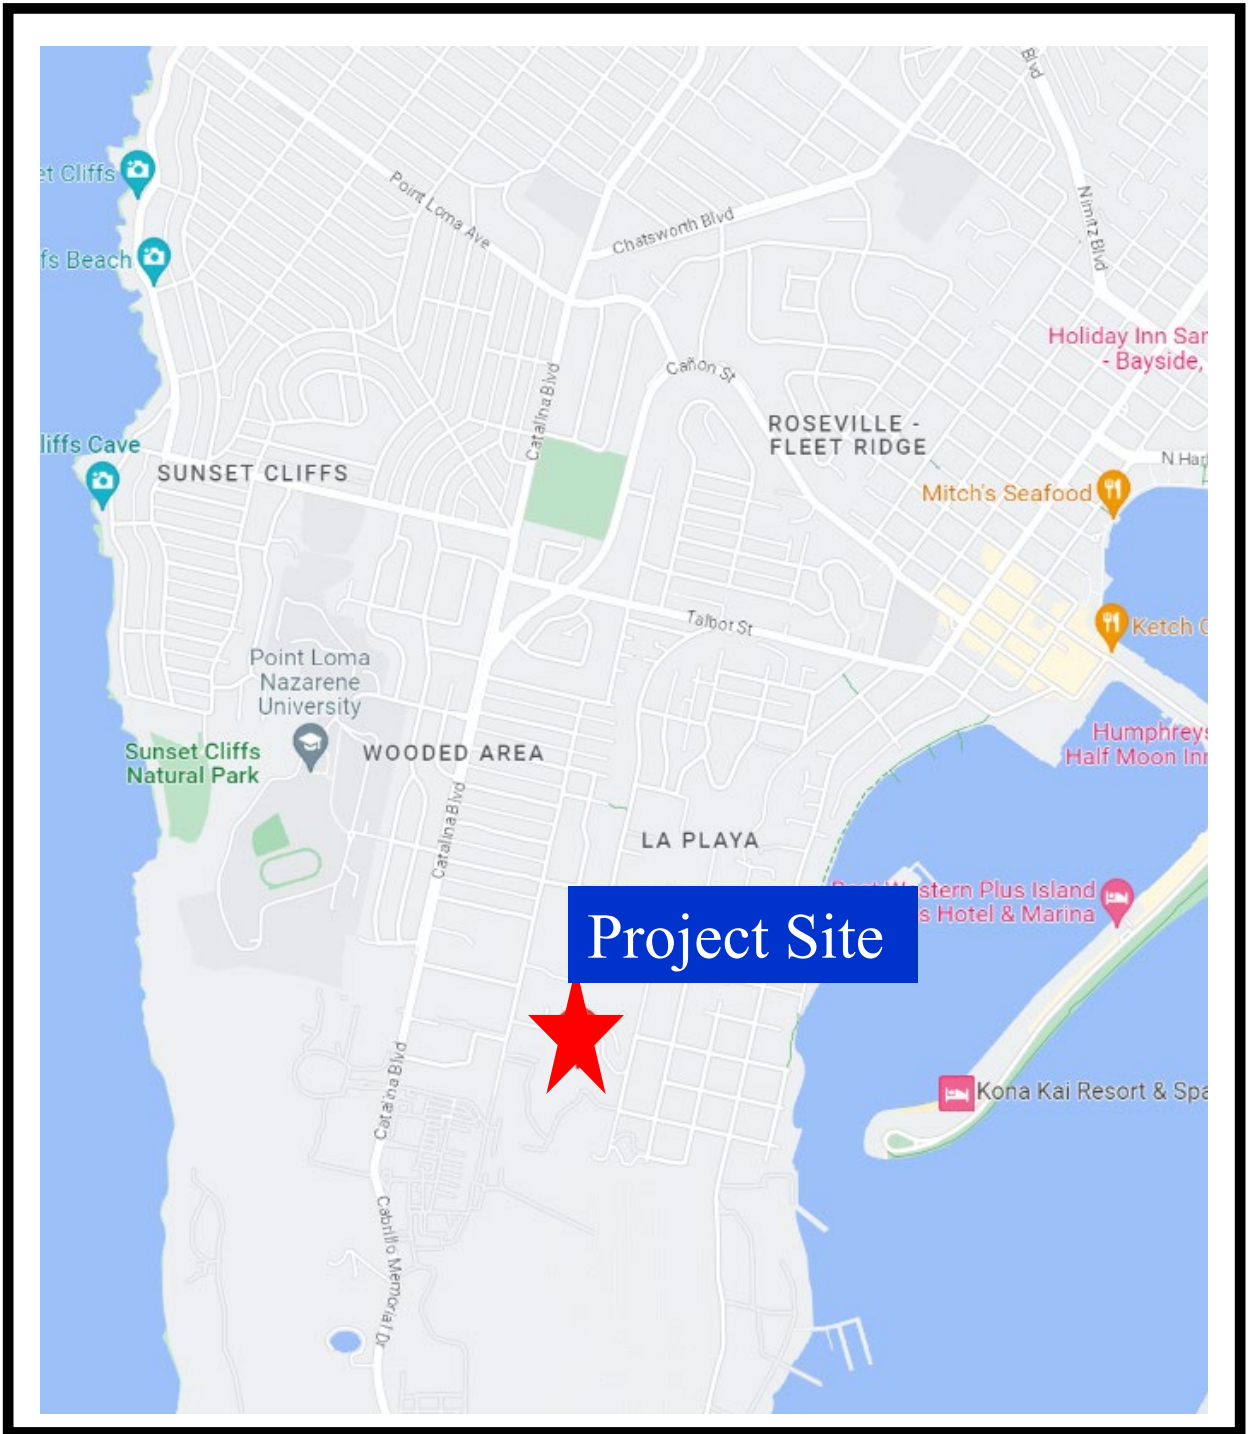 Blvd
et Cliffs
Point Loma Ave
Chatsworth Blvd
Nimitz Blvd
fs Beach
Holiday Inn Sar
- Bayside,
Cañon St
Catalina Blvd
ROSEVILLE -
FLEET RIDGE
liffs Cave
SUNSET CLIFFS
N Har
Mitch's Seafood
Talbot St
Ketch
Point Loma
Nazarene
University
Humphreys
Half Moon Inn
Sunset Cliffs
Natural Park
WOODED AREA
Catalina Blvd
LA PLAYA
stern Plus Island
s Hotel & Marina
Project Site
Catalina Blvd
Kona Kai Resort & Spa
Cabrillo Memorial Dr